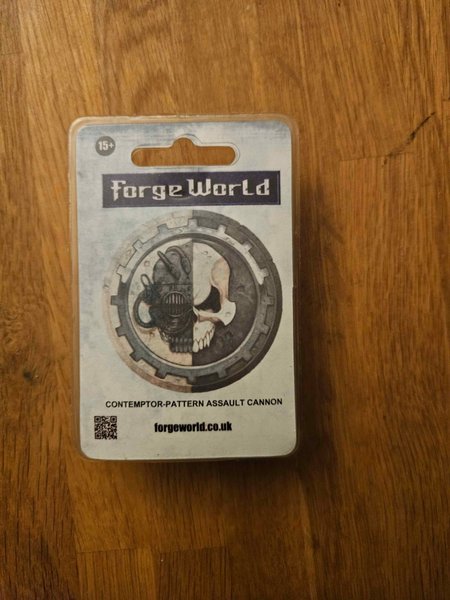 15+
Forge World
CONTEMPTOR-PATTERN ASSAULT CANNON
forgeworld.co.uk